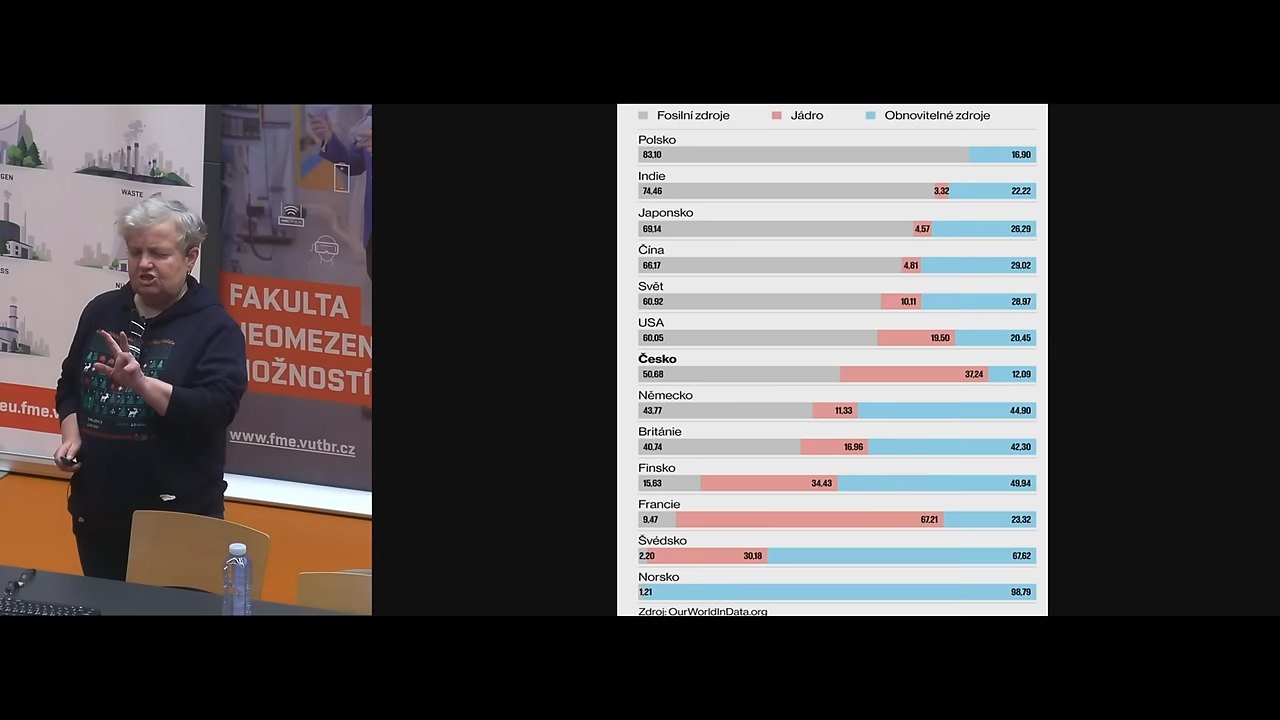 GEN
WASTE
FAKULTA
NEOMEZEN
MOŽNOSTÍ
eu.fme.v
www.fme.vutbr.cz
Fosilní zdroje Jádro Obnovitelné zdroje
Polsko
83,10 16,90
Indie
74,46 3,32 22,22
Japonsko
69,14 4,57 26,29
Čína
66,17 4,81 29,02
Svět
60,92 10,11 28,97
USA
60,05 19,50 20,45
Česko
50,68 37,24 12,09
Německo
43,77 11,33 44,90
Británie
40,74 16,96 42,30
Finsko
15,63 34,43 49,94
Francie
9,47 67,21 23,32
Švédsko
2,20 30,18 67,62
Norsko
1,21 98,79
Zdroj: OurWorldInData.org